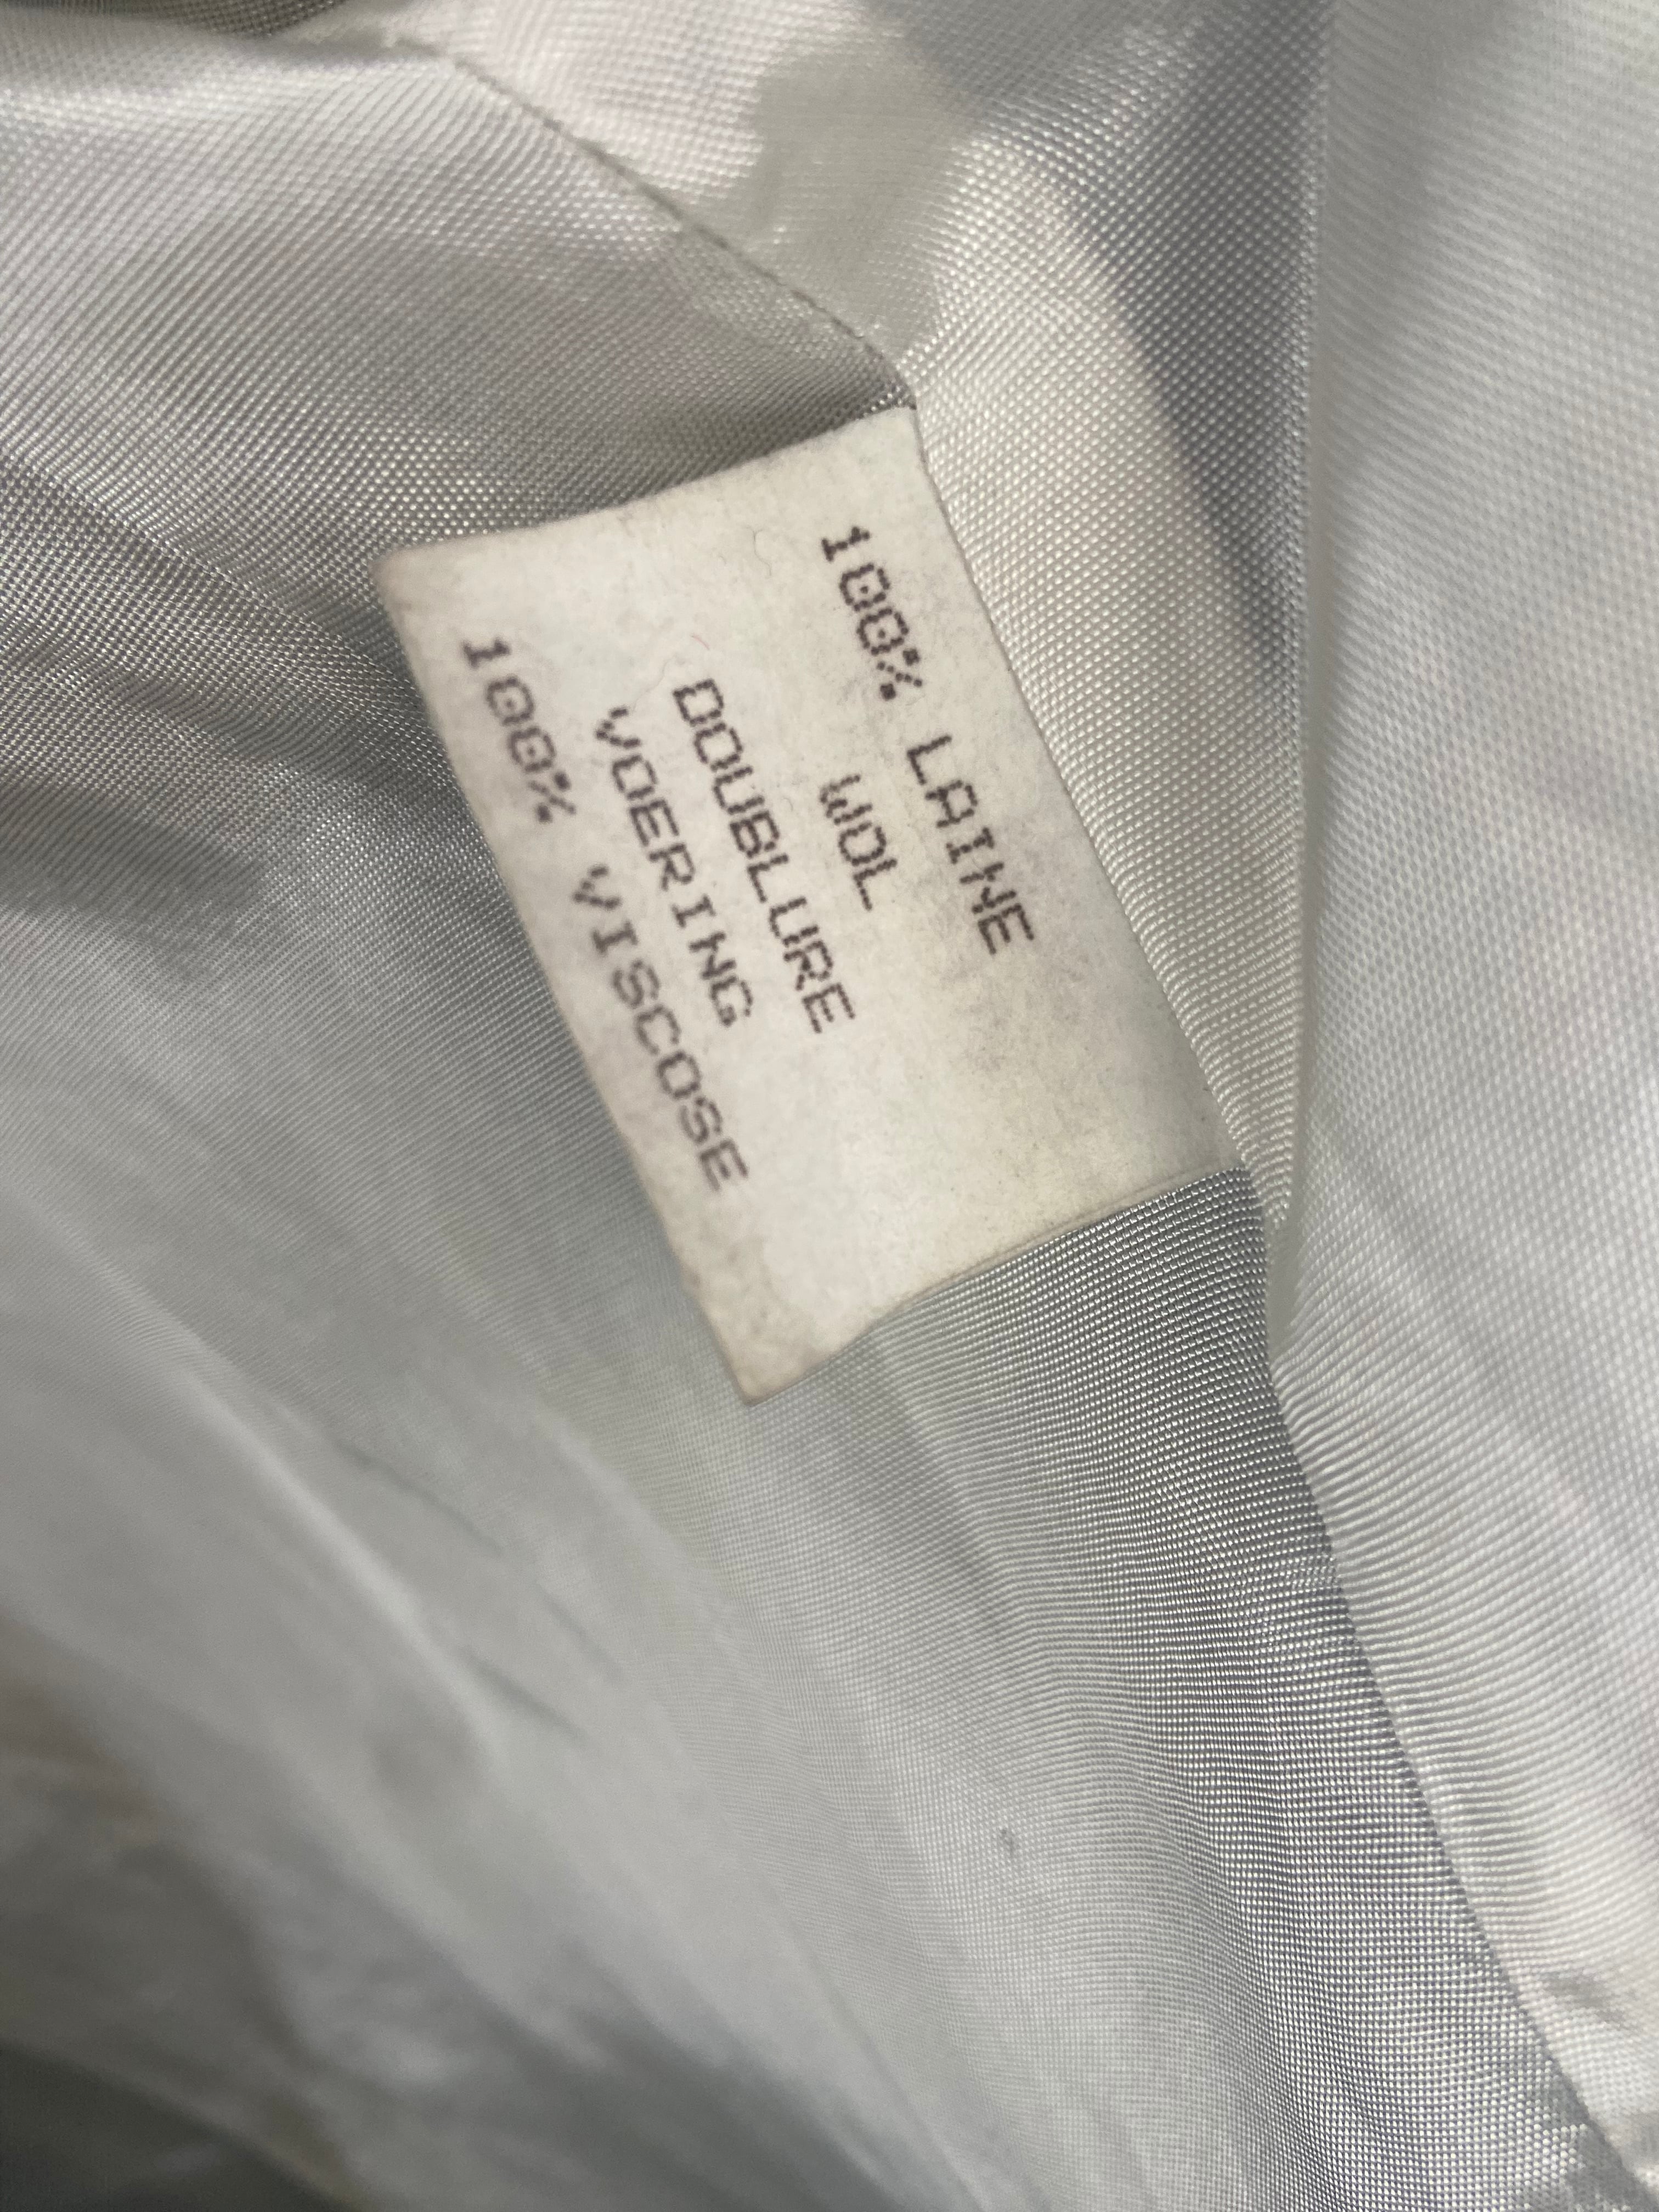 100% LAINE
WOL
DOUBLURE
VOERING
100% VISCOSE